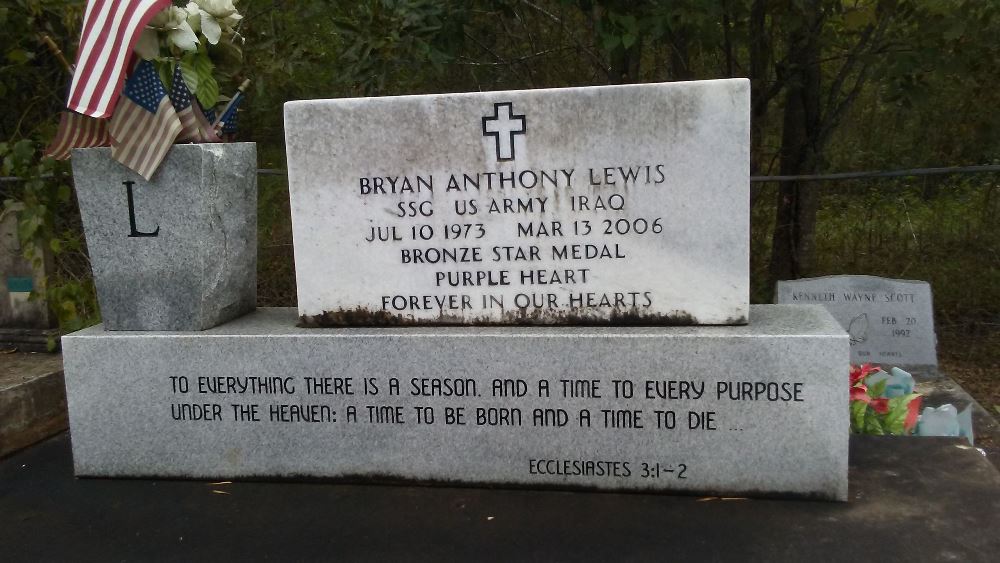 L
BRYAN ANTHONY LEWIS
SSG US ARMY IRAQ
JUL 10 1973 MAR 13 2006
BRONZE STAR MEDAL
PURPLE HEART
FOREVER IN OUR HEARTS
TO EVERYTHING THERE IS A SEASON. AND A TIME TO EVERY PURPOSE
UNDER THE HEAVEN: A TIME TO BE BORN AND A TIME TO DIE ...
ECCLESIASTES 3:1-2
KENNETH WAYNE SCOTT
FEB 20
1992
OUR HEARTS